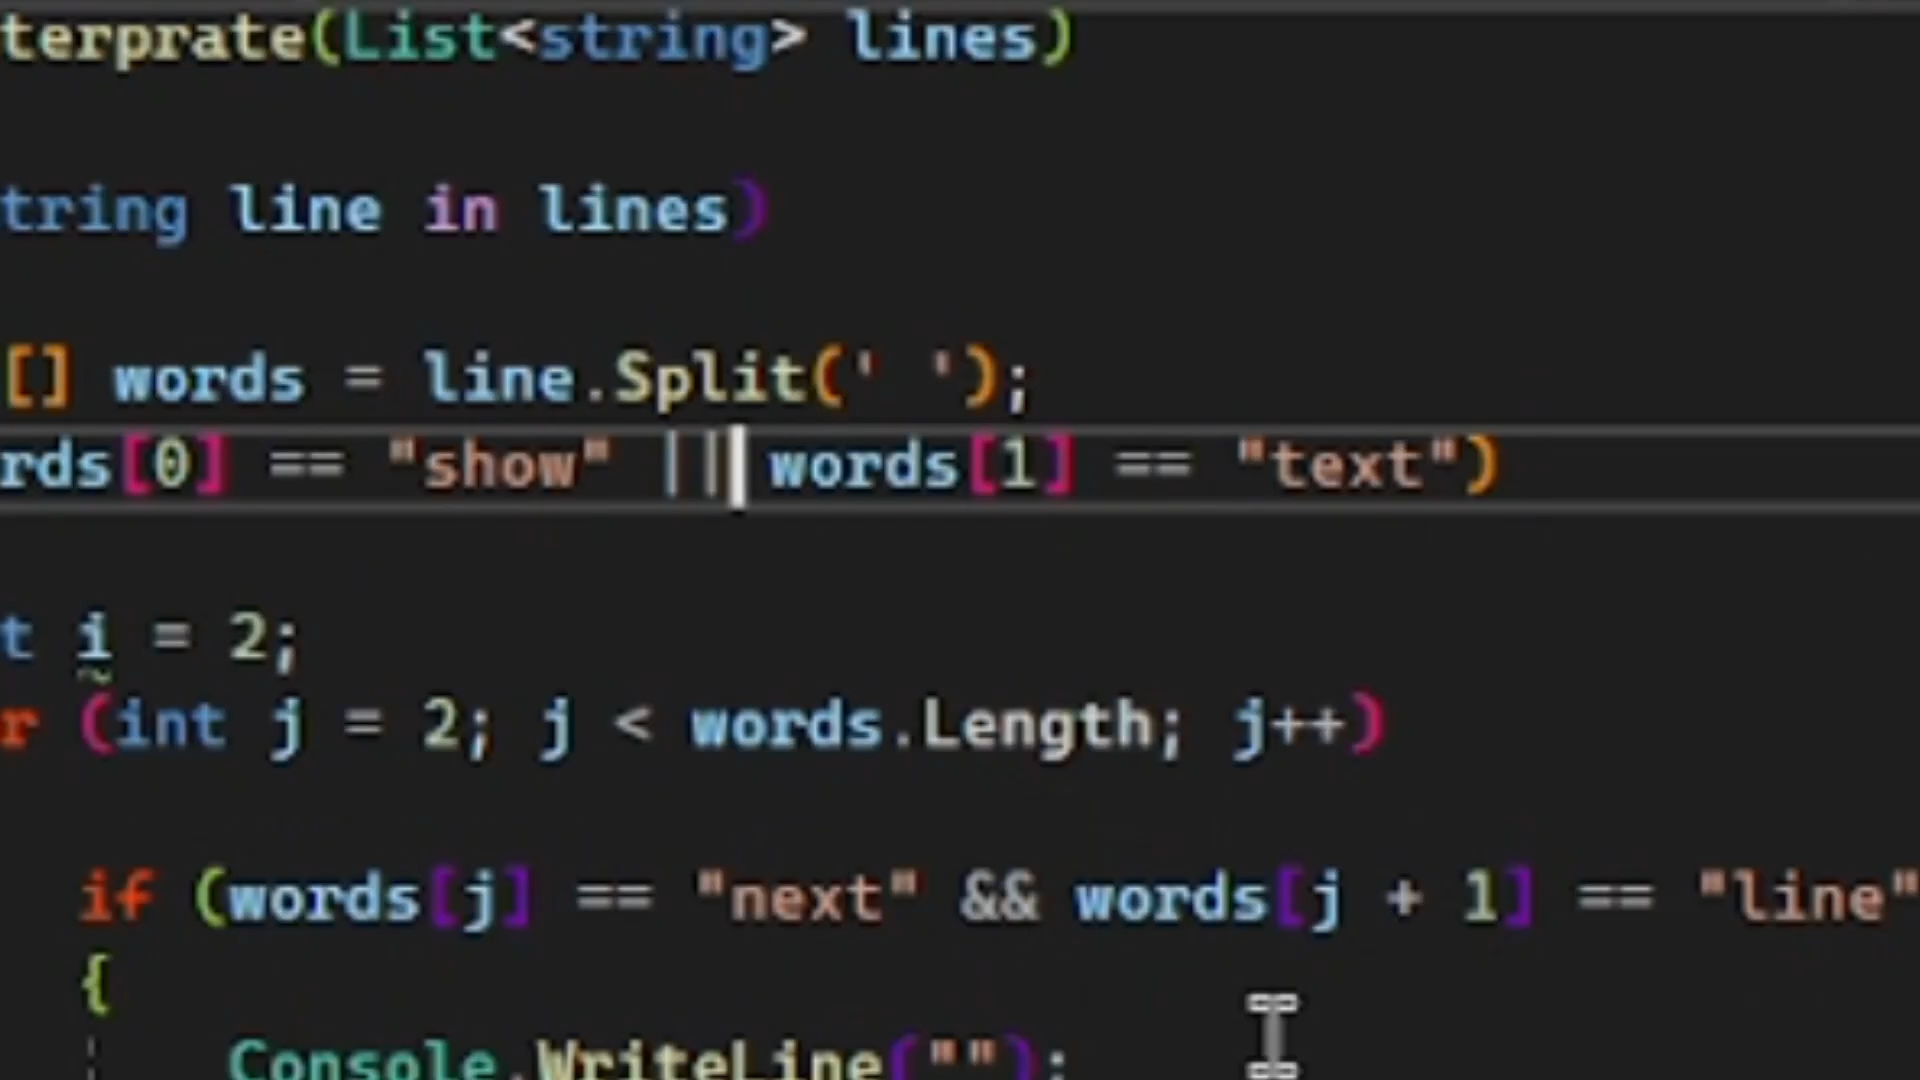 terprate(List<string> lines)
tring line in lines)
[] words = line.Split(' ');
rds[0] == "show" || words[1] == "text")
t i = 2;
r (int j = 2; j < words.Length; j++)
if (words[j] == "next" && words[j + 1] == "line"
{
Console.WriteLine("");